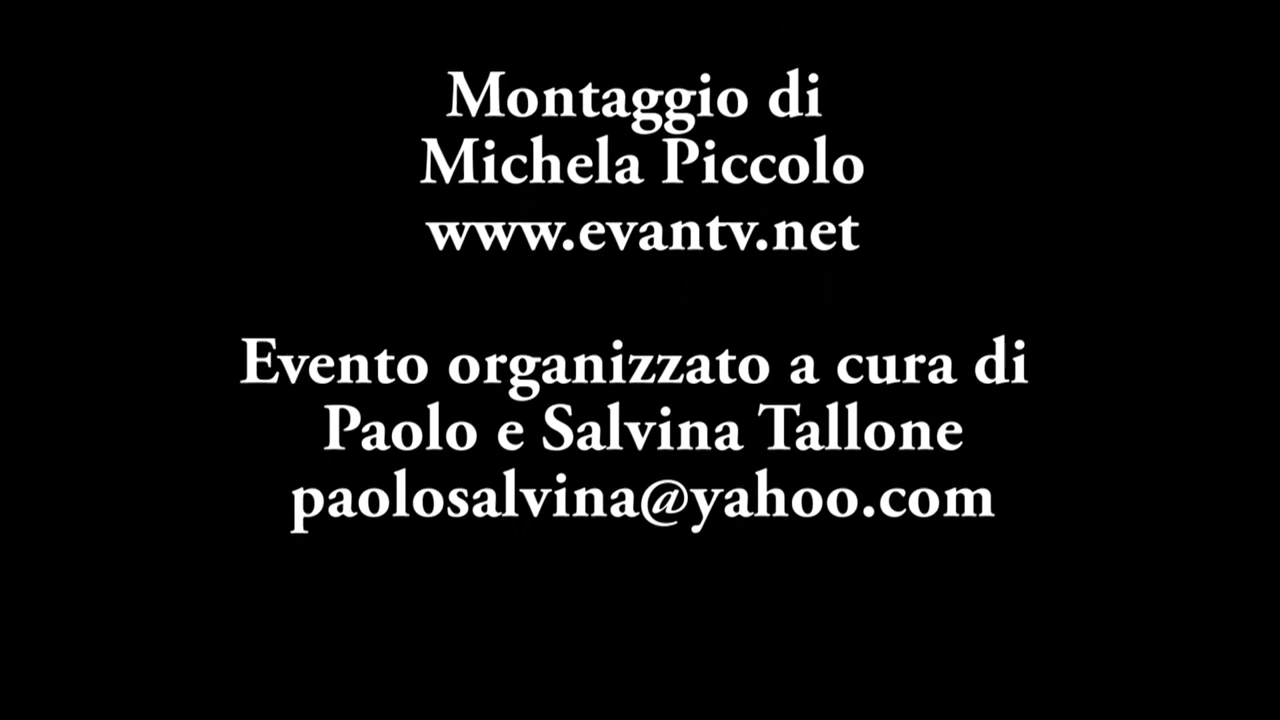 Montaggio di
Michela Piccolo
www.evantv.net
Evento organizzato a cura di
Paolo e Salvina Tallone
paolosalvina@yahoo.com